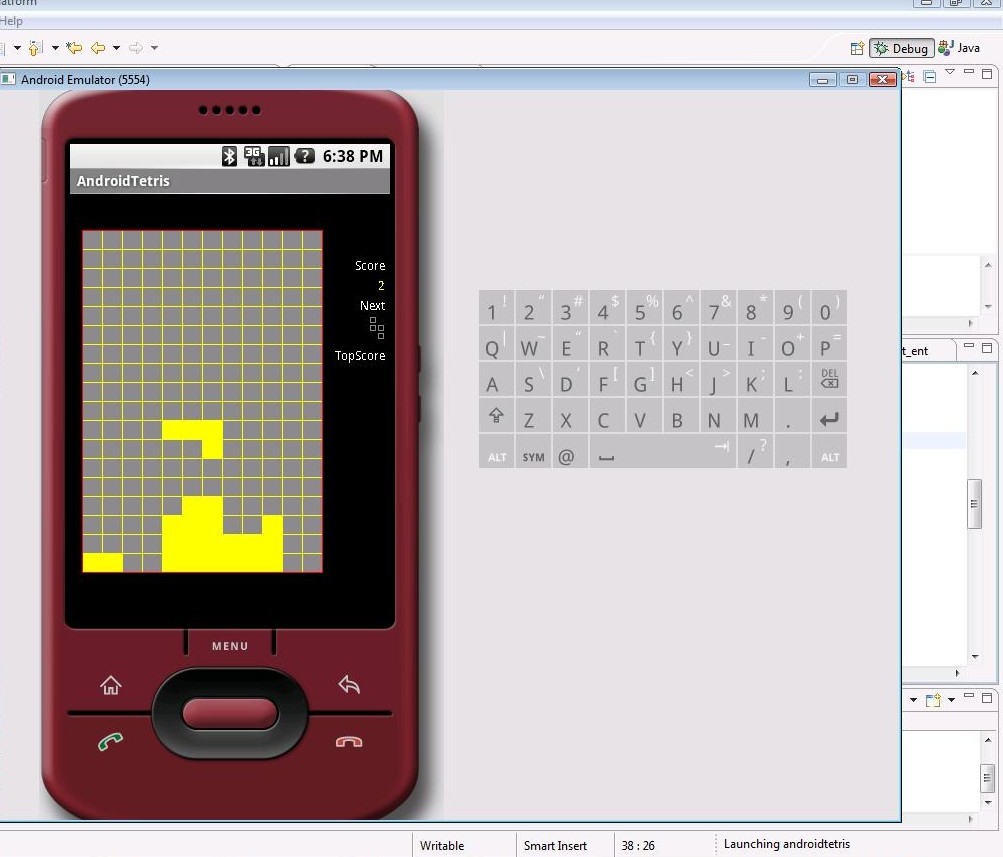 atform
Help
Debug
Java
Android Emulator (5554)
6:38 PM
3G
?
AndroidTetris
Score
2
Next
TopScore
1 ! 2 “ 3 # 4 $ 5 % 6 ^ 7 & 8 * 9 ( 0 )
Q | W ~ E “ R ` T { Y } U _ I - O + P =
A S \ D ‘ F [ G ] H < J > K ; L : DEL
Z X C V B N M .
ALT SYM @ / ? , ALT
t_ent
MENU
Writable
Smart Insert
38 : 26
Launching androidtetris